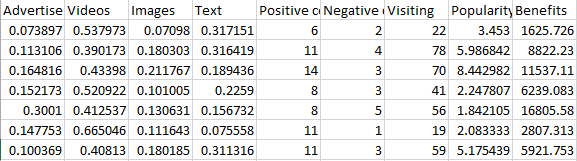 Advertise Videos Images Text Positive co Negative Visiting Popularity Benefits
0.073897 0.537973 0.07098 0.317151 6 2 22 3.453 1625.726
0.113106 0.390173 0.180303 0.316419 11 4 78 5.986842 8822.23
0.164816 0.43398 0.211767 0.189436 14 3 70 8.442982 11537.11
0.152173 0.520922 0.101005 0.2259 8 3 41 2.247807 6239.083
0.3001 0.412537 0.130631 0.156732 8 5 56 1.842105 16805.58
0.147753 0.665046 0.111643 0.075558 11 1 19 2.083333 2807.313
0.100369 0.40813 0.180185 0.311316 11 3 59 5.175439 5921.753